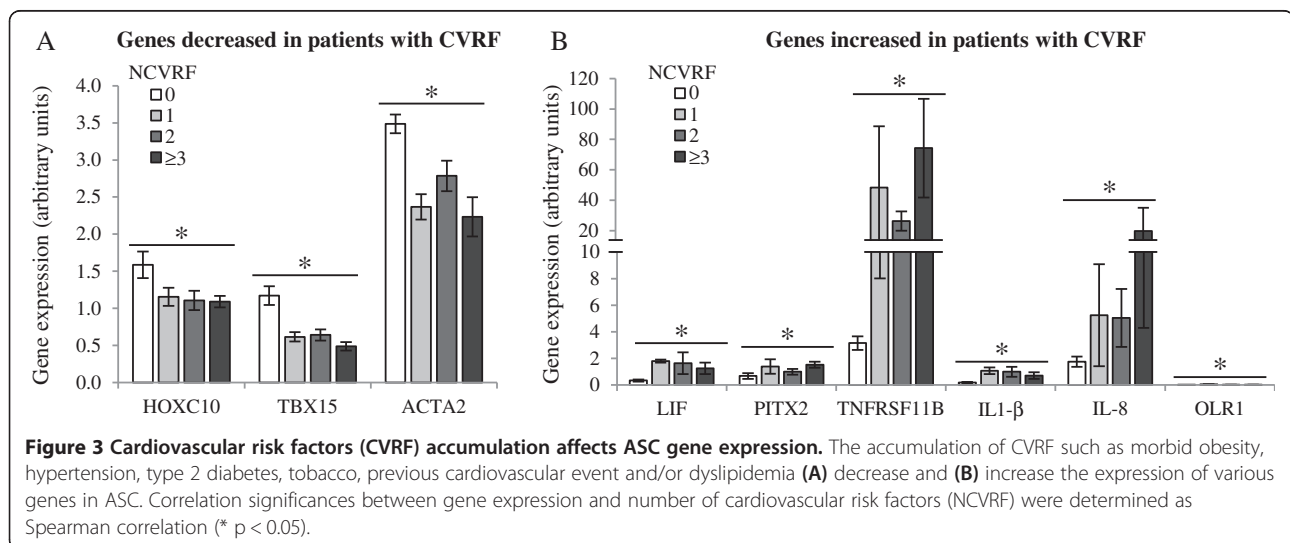 A Genes decreased in patients with CVRF
NCVRF
0
1
2
≥3
Gene expression (arbitrary units)
4.0
3.5
3.0
2.5
2.0
1.5
1.0
0.5
0.0
* * *
HOXC10 TBX15 ACTA2
B Genes increased in patients with CVRF
NCVRF
0
1
2
≥3
Gene expression (arbitrary units)
120
100
80
60
40
20
10
8
6
4
2
0
* * * * * *
LIF PITX2 TNFRSF11B IL1-β IL-8 OLR1
Figure 3 Cardiovascular risk factors (CVRF) accumulation affects ASC gene expression. The accumulation of CVRF such as morbid obesity,
hypertension, type 2 diabetes, tobacco, previous cardiovascular event and/or dyslipidemia (A) decrease and (B) increase the expression of various
genes in ASC. Correlation significances between gene expression and number of cardiovascular risk factors (NCVRF) were determined as
Spearman correlation (* p < 0.05).